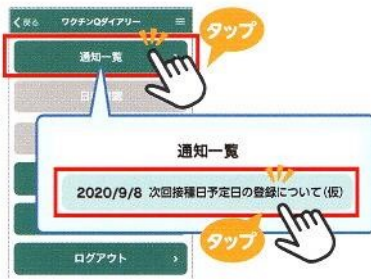 戻る ワクチンQダイアリー
タップ
通知一覧
通知一覧
2020/9/8 次回接種日予定日の登録について(仮)
タップ
ログアウト